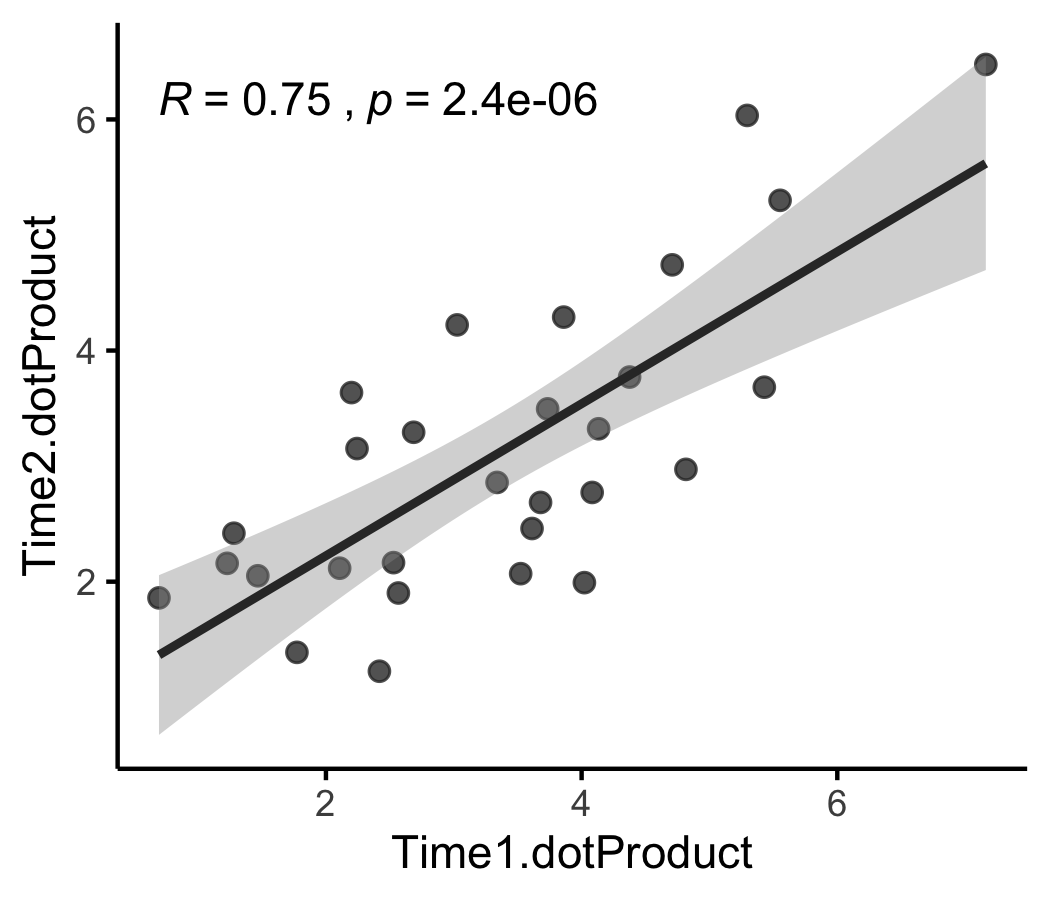 R = 0.75 , p = 2.4e-06
6
4
2
Time2.dotProduct
2 4 6
Time1.dotProduct